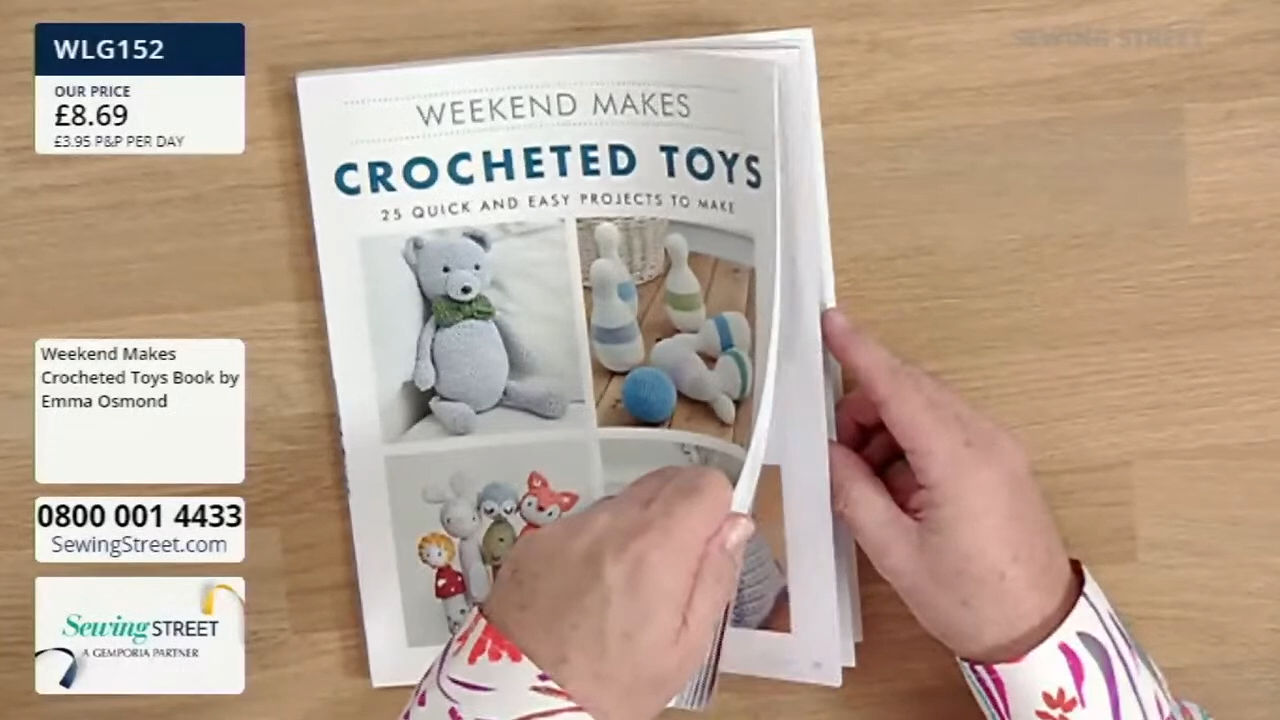 WLG152
OUR PRICE
£8.69
£3.95 P&P PER DAY
Weekend Makes
Crocheted Toys Book by
Emma Osmond
0800 001 4433
SewingStreet.com
Sewing STREET
A GEMPORIA PARTNER
SEWING STREET
WEEKEND MAKES
CROCHETED TOYS
25 QUICK AND EASY PROJECTS TO MAKE